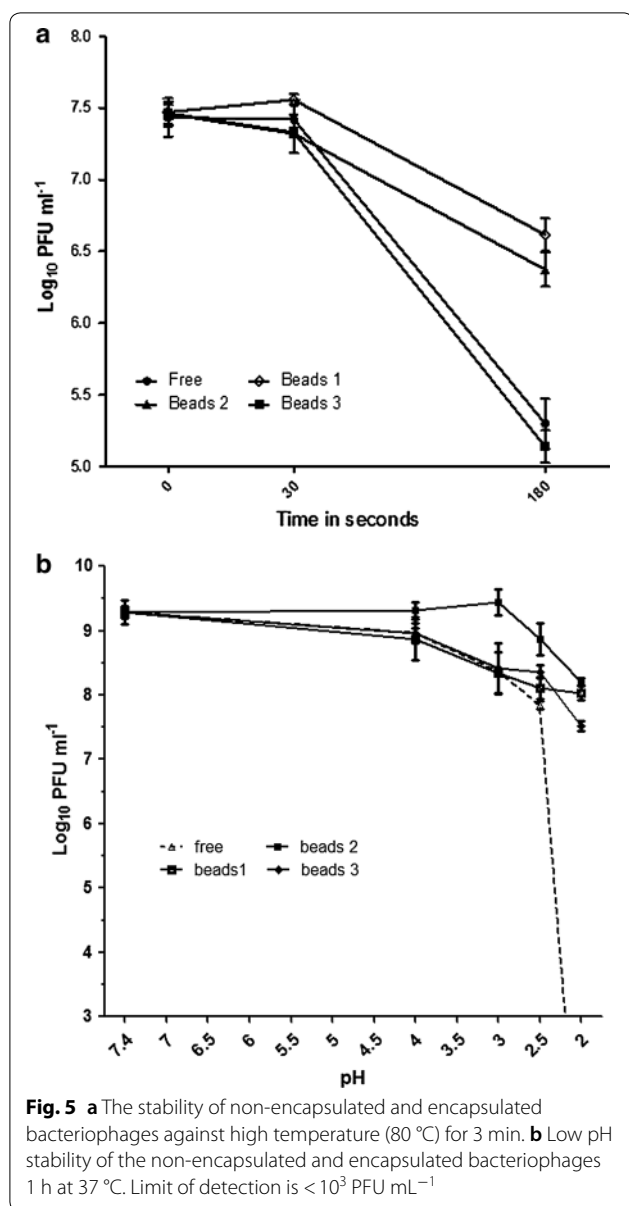 a
Log₁₀ PFU ml⁻¹
8.0
7.5
7.0
6.5
6.0
5.5
5.0
Free
Beads 1
Beads 2
Beads 3
0
30
180
Time in seconds
b
Log₁₀ PFU ml⁻¹
10
9
8
7
6
5
4
3
free
beads 2
beads1
beads 3
7.4
7
6.5
6
5.5
5
4.5
4
3.5
3
2.5
2
pH
Fig. 5 a The stability of non-encapsulated and encapsulated
bacteriophages against high temperature (80 °C) for 3 min. b Low pH
stability of the non-encapsulated and encapsulated bacteriophages
1 h at 37 °C. Limit of detection is < 10³ PFU mL⁻¹